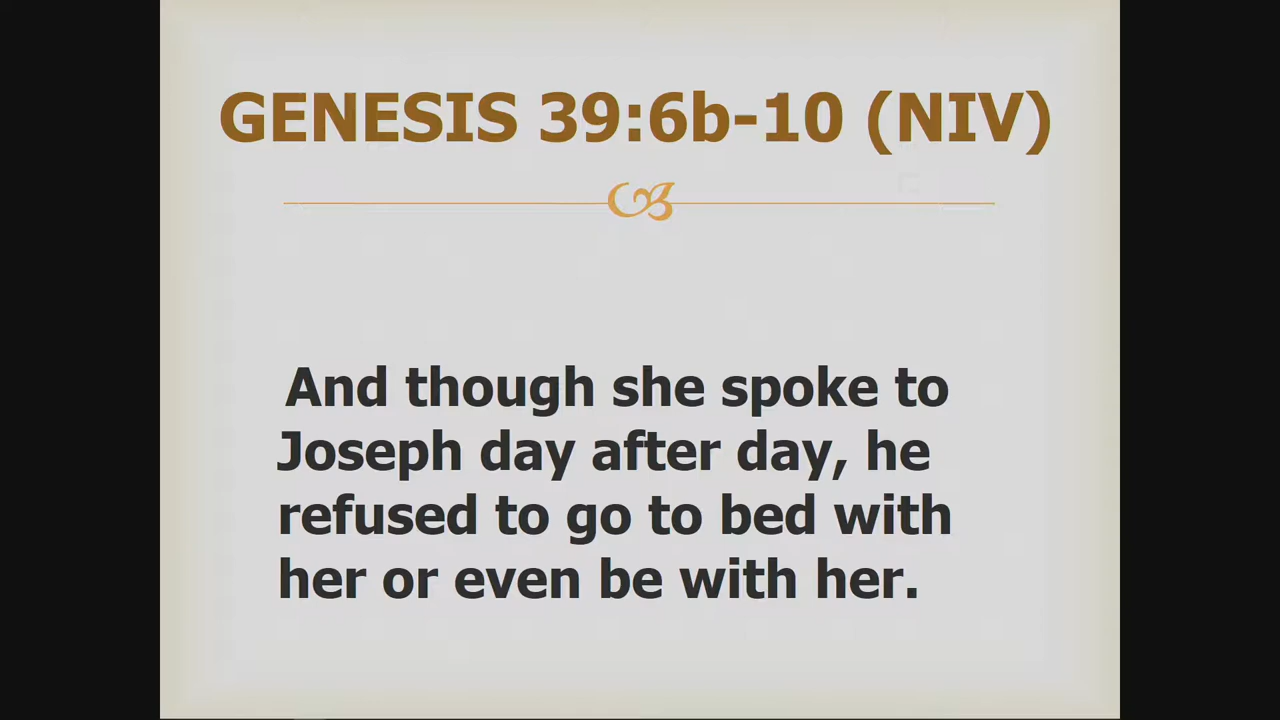 GENESIS 39:6b-10 (NIV)
And though she spoke to
Joseph day after day, he
refused to go to bed with
her or even be with her.